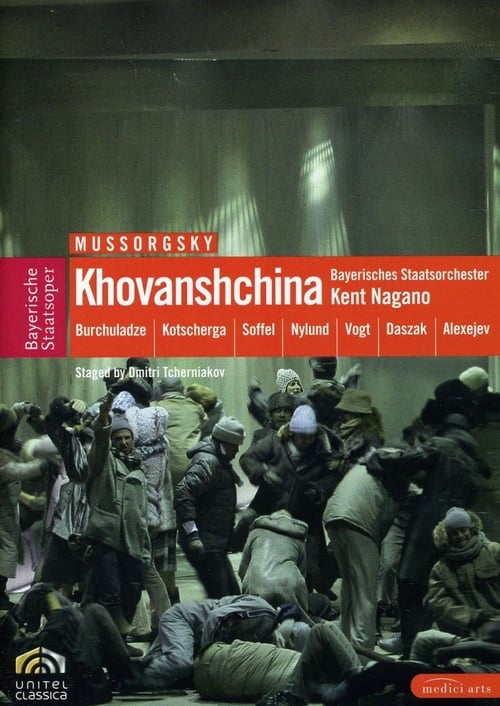 MUSSORGSKY
Bayerische
Staatsoper
Khovanshchina
Bayerisches Staatsorchester
Kent Nagano
Burchuladze Kotscherga Soffel Nylund Vogt Daszak Alexejev
Staged by Dmitri Tcherniakov
UNITEL
CLASSICA
medici arts